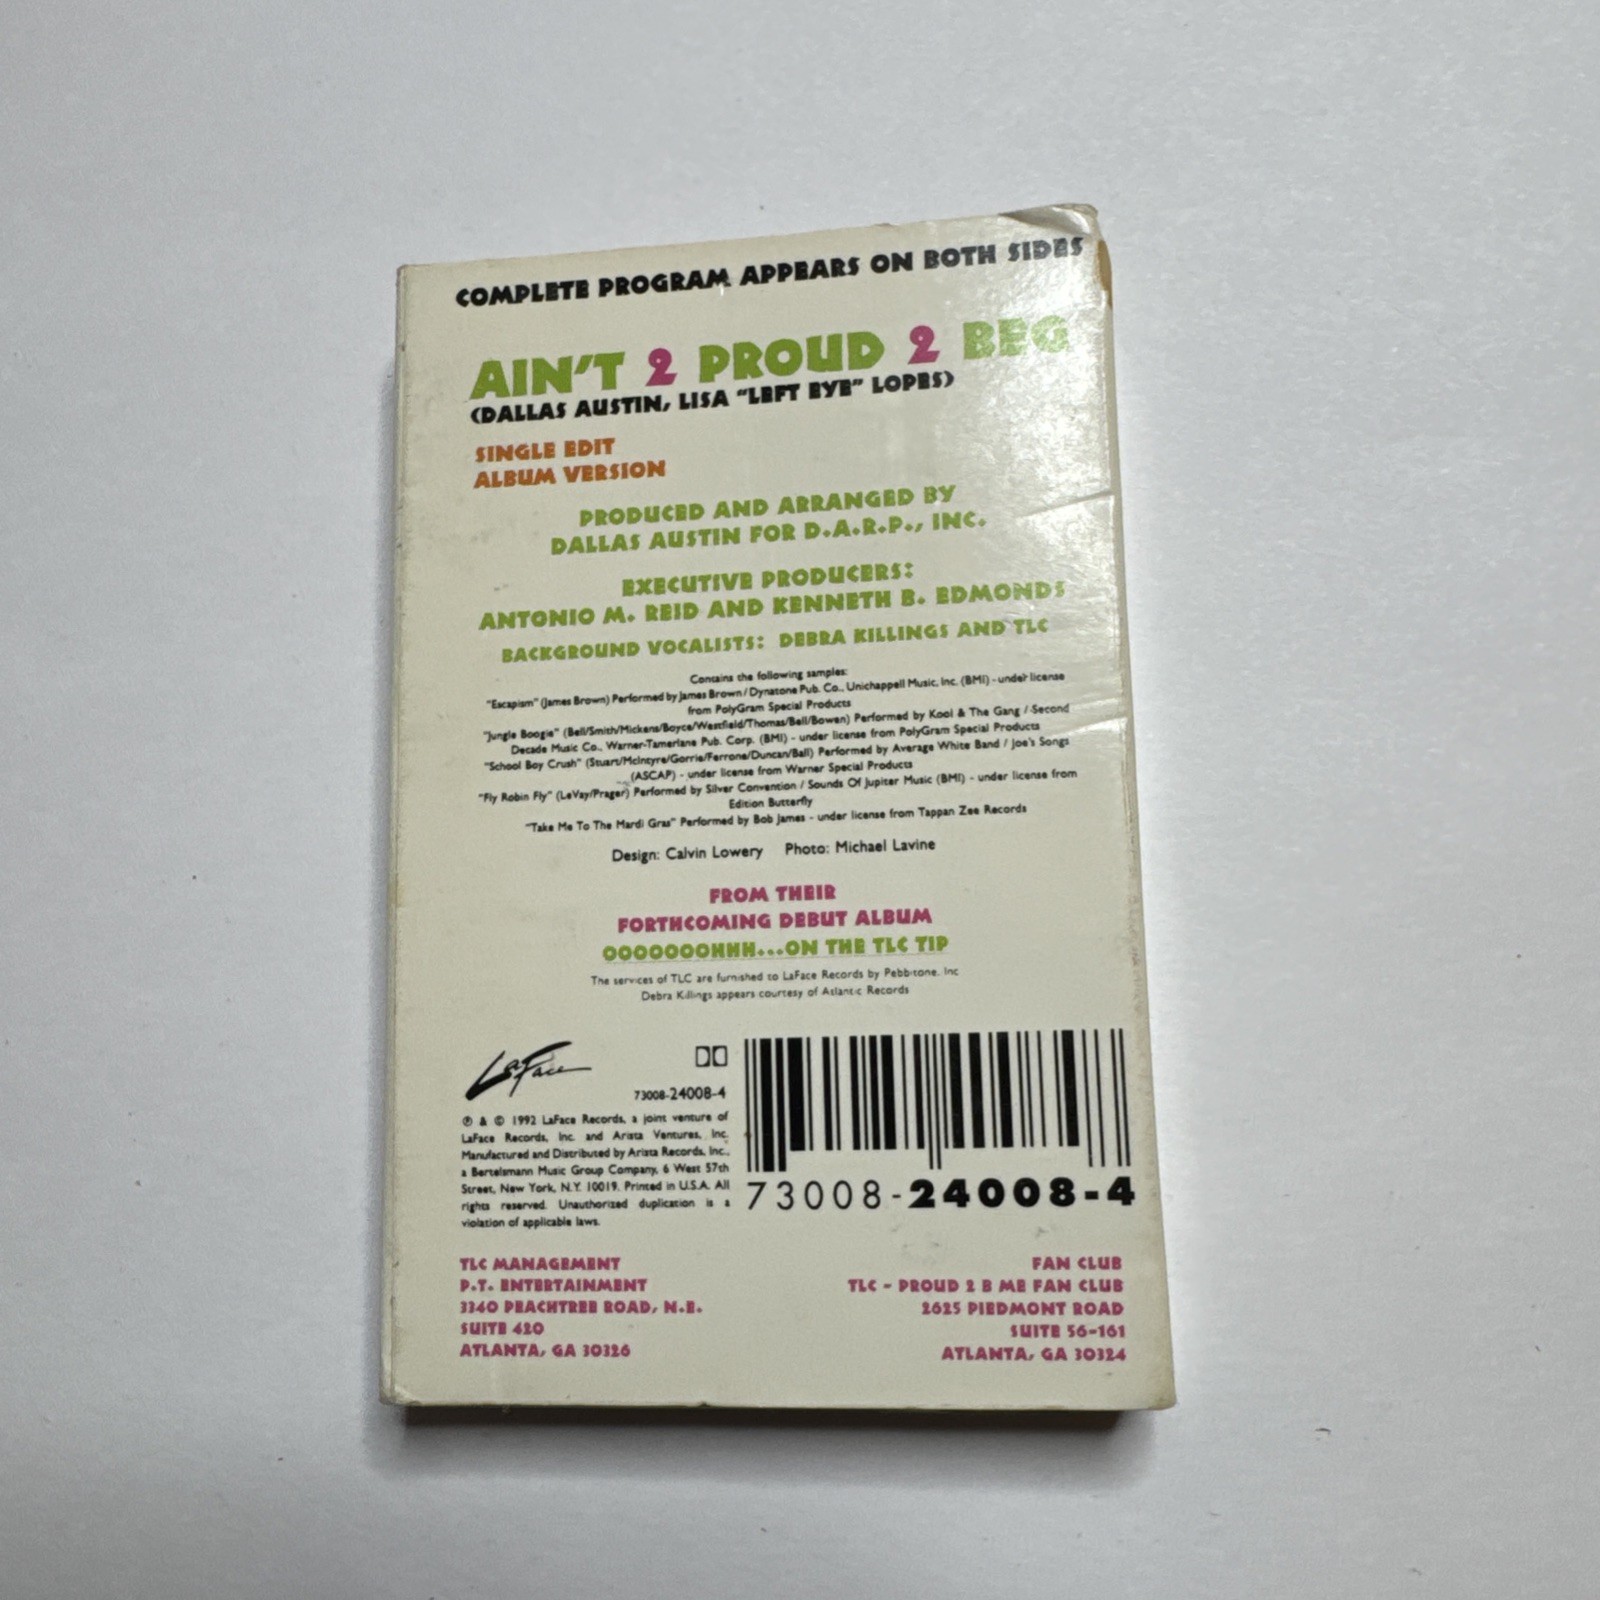 COMPLETE PROGRAM APPEARS ON BOTH SIDES
AIN'T 2 PROUD 2 BEG
(DALLAS AUSTIN, LISA "LEFT EYE" LOPES)
SINGLE EDIT
ALBUM VERSION
PRODUCED AND ARRANGED BY
DALLAS AUSTIN FOR D.A.R.P., INC.
EXECUTIVE PRODUCERS:
ANTONIO M. REID AND KENNETH B. EDMONDS
BACKGROUND VOCALISTS: DEBRA KILLINGS AND TLC
Contains the following samples:
"Escapism" (James Brown) Performed by James Brown / Dynatone Pub. Co., Unichappell Music, Inc. (BMI) - under license
from PolyGram Special Products
"Jungle Boogie" (Bell/Smith/Mickens/Boyce/Westfield/Thomas/Bell/Bowen) Performed by Kool & The Gang / Second
Decade Music Co., Warner-Tamerlane Pub. Corp. (BMI) - under license from PolyGram Special Products
"School Boy Crush" (Stuart/McIntyre/Gorrie/Ferrone/Duncan/Ball) Performed by Average White Band / Joe's Songs
(ASCAP) - under license from Warner Special Products
"Fly Robin Fly" (LeVay/Prager) Performed by Silver Convention / Sounds Of Jupiter Music (BMI) - under license from
Edition Butterfly
"Take Me To The Mardi Gras" Performed by Bob James - under license from Tappan Zee Records
Design: Calvin Lowery Photo: Michael Lavine
FROM THEIR
FORTHCOMING DEBUT ALBUM
OOOOOOOHHH...ON THE TLC TIP
The services of TLC are furnished to LaFace Records by Pebbitone, Inc
Debra Killings appears courtesy of Atlantic Records
LaFace
73008-24008-4
℗ & © 1992 LaFace Records, a joint venture of
LaFace Records, Inc. and Arista Ventures, Inc.
Manufactured and Distributed by Arista Records, Inc.,
a Bertelsmann Music Group Company, 6 West 57th
Street, New York, N.Y. 10019. Printed in U.S.A. All
rights reserved. Unauthorized duplication is a
violation of applicable laws.
73008-24008-4
TLC MANAGEMENT
P.T. ENTERTAINMENT
3340 PEACHTREE ROAD, N.E.
SUITE 420
ATLANTA, GA 30326
FAN CLUB
TLC - PROUD 2 B ME FAN CLUB
2625 PIEDMONT ROAD
SUITE 56-161
ATLANTA, GA 30324